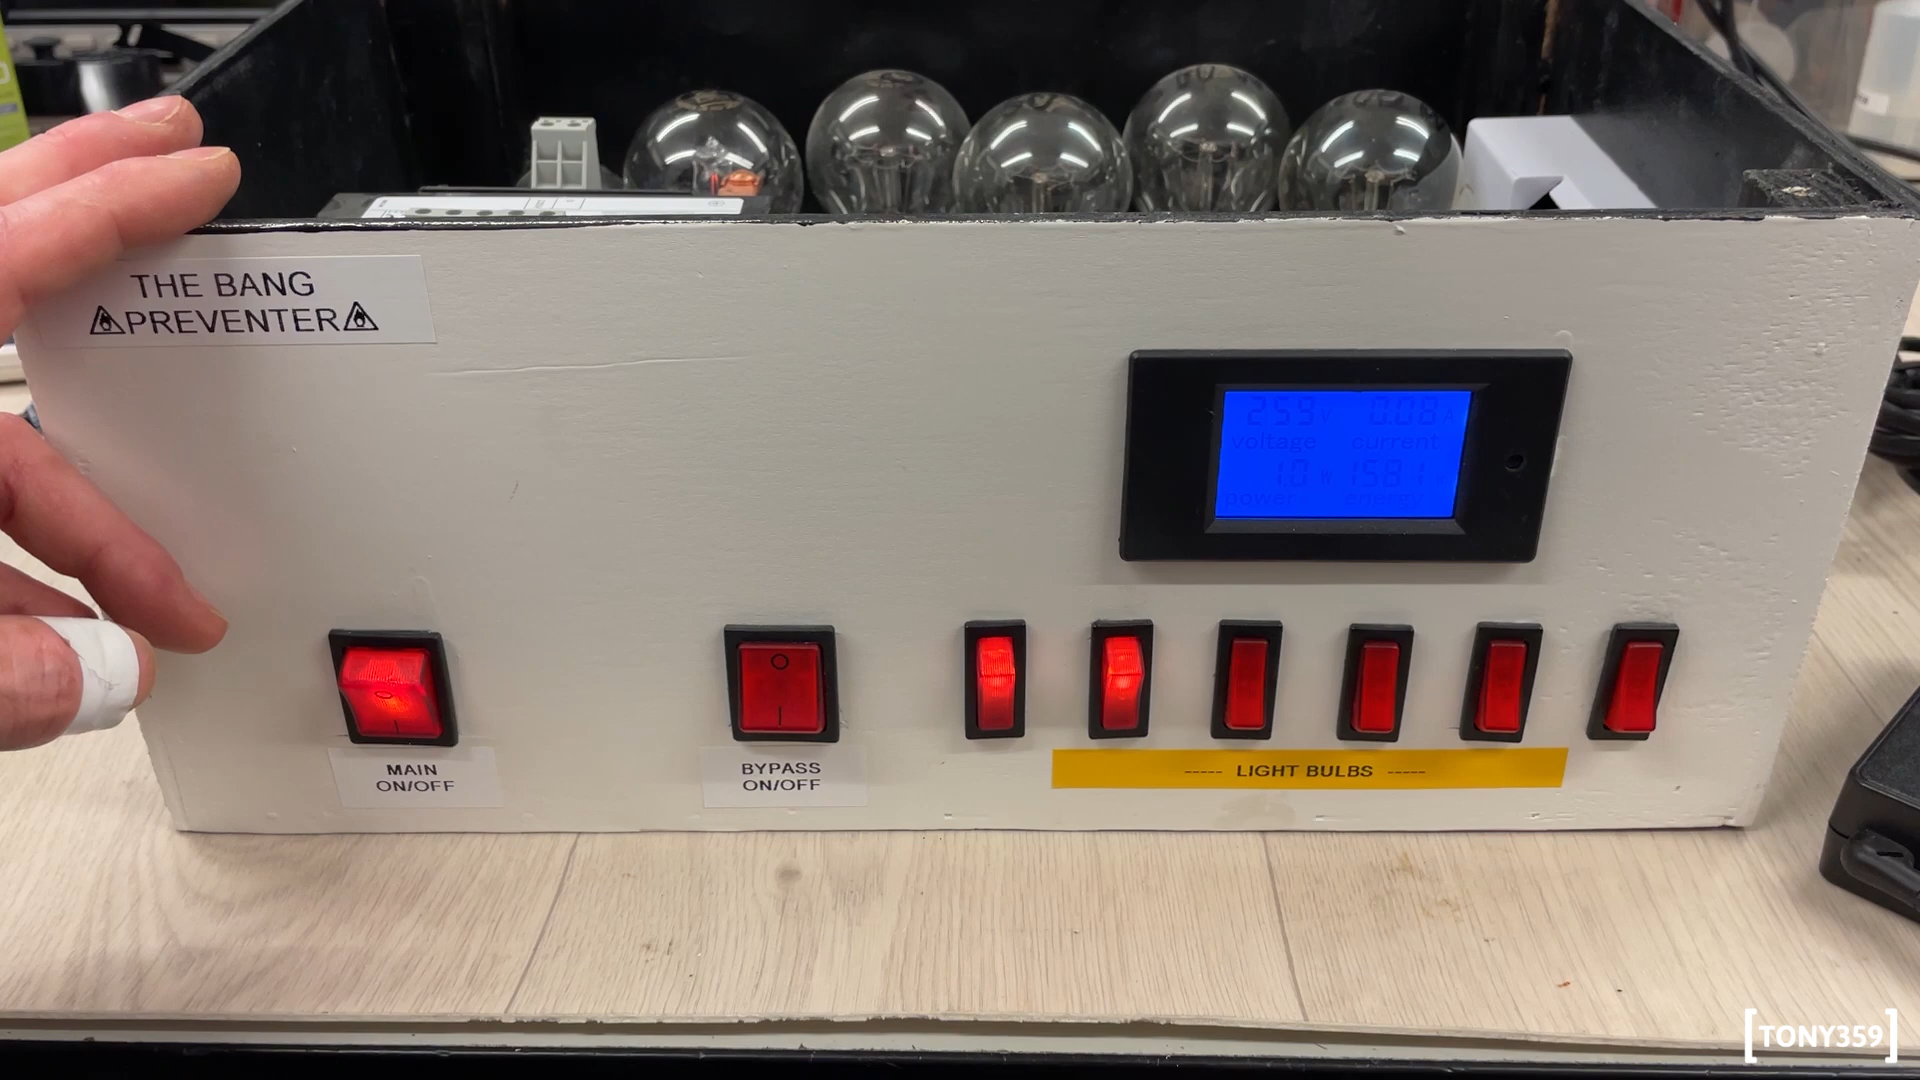 THE BANG
PREVENTER
259V 0.08A
voltage current
1.0W 1581
power energy
O
I
I
MAIN
ON/OFF
BYPASS
ON/OFF
----- LIGHT BULBS -----
[TONY359]